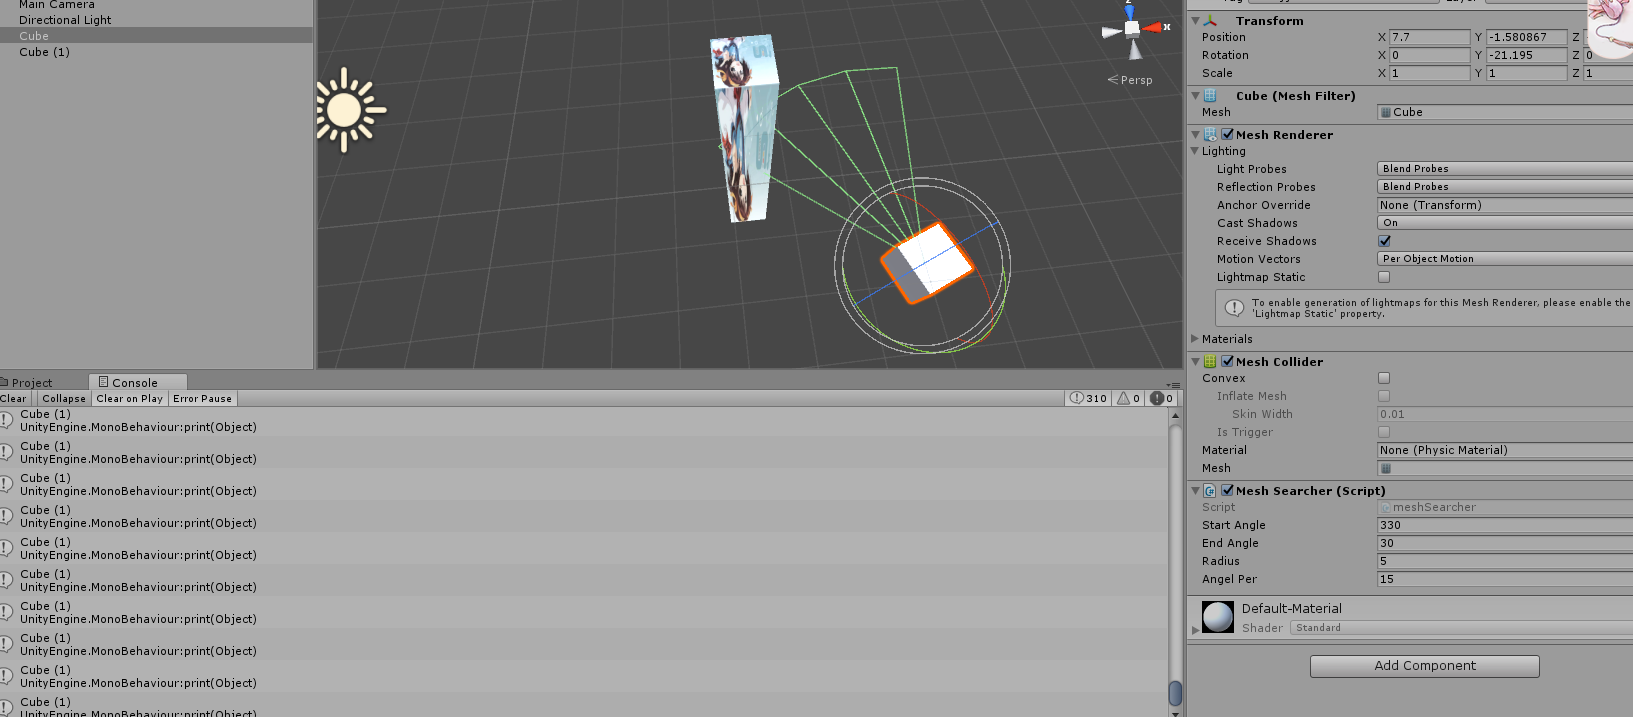 Main Camera
Directional Light
Cube
Cube (1)
z
x
<Persp
Transform
Position X 7.7 Y -1.580867 Z
Rotation X 0 Y -21.195 Z 0
Scale X 1 Y 1 Z 1
Cube (Mesh Filter)
Mesh Cube
Mesh Renderer
Lighting
Light Probes Blend Probes
Reflection Probes Blend Probes
Anchor Override None (Transform)
Cast Shadows On
Receive Shadows
Motion Vectors Per Object Motion
Lightmap Static
To enable generation of lightmaps for this Mesh Renderer, please enable the
'Lightmap Static' property.
Materials
Mesh Collider
Convex
Inflate Mesh
Skin Width 0.01
Is Trigger
Material None (Physic Material)
Mesh
Mesh Searcher (Script)
Script meshSearcher
Start Angle 330
End Angle 30
Radius 5
Angel Per 15
Default-Material
Shader Standard
Add Component
Project Console
Clear Collapse Clear on Play Error Pause 310 0 0
Cube (1)
UnityEngine.MonoBehaviour:print(Object)
Cube (1)
UnityEngine.MonoBehaviour:print(Object)
Cube (1)
UnityEngine.MonoBehaviour:print(Object)
Cube (1)
UnityEngine.MonoBehaviour:print(Object)
Cube (1)
UnityEngine.MonoBehaviour:print(Object)
Cube (1)
UnityEngine.MonoBehaviour:print(Object)
Cube (1)
UnityEngine.MonoBehaviour:print(Object)
Cube (1)
UnityEngine.MonoBehaviour:print(Object)
Cube (1)
UnityEngine.MonoBehaviour:print(Object)
Cube (1)
UnityEngine.MonoBehaviour:print(Object)